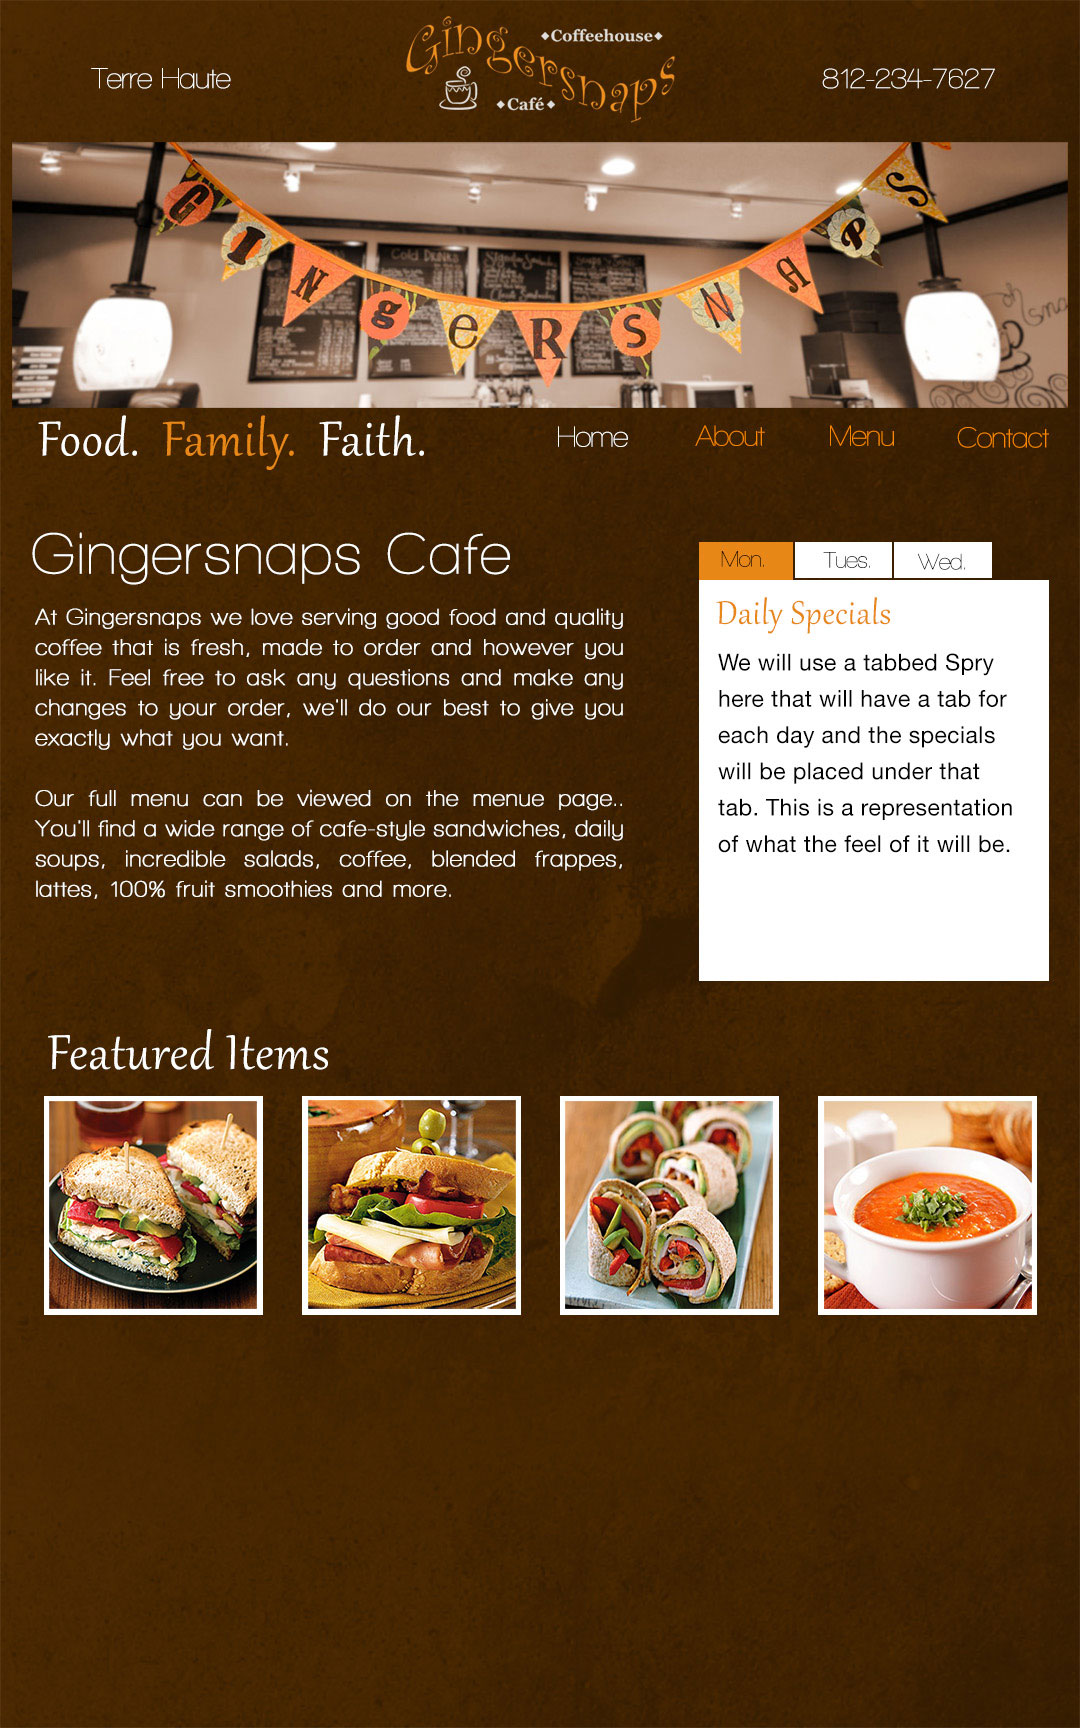 Gingersnaps
Coffeehouse
Café
Terre Haute
812-234-7627
GINgeRSNAPS
Cold Drinks
Food. Family. Faith.
Home About Menu Contact
Gingersnaps Cafe
At Gingersnaps we love serving good food and quality
coffee that is fresh, made to order and however you
like it. Feel free to ask any questions and make any
changes to your order, we'll do our best to give you
exactly what you want.
Our full menu can be viewed on the menue page..
You'll find a wide range of cafe-style sandwiches, daily
soups, incredible salads, coffee, blended frappes,
lattes, 100% fruit smoothies and more.
Mon. Tues. Wed.
Daily Specials
We will use a tabbed Spry
here that will have a tab for
each day and the specials
will be placed under that
tab. This is a representation
of what the feel of it will be.
Featured Items